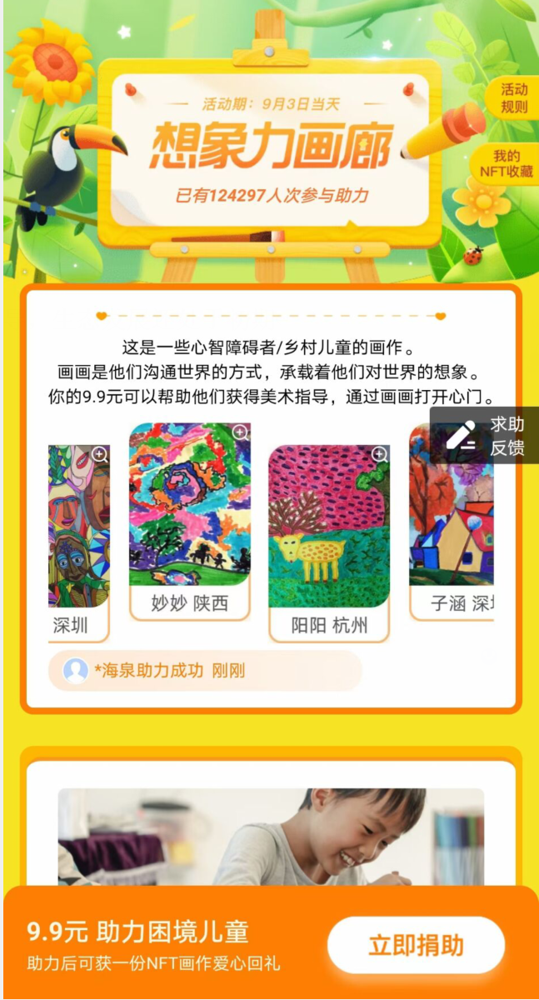 活动期：9月3日当天
想象力画廊
已有124297人次参与助力
活动
规则
我的
NFT收藏
这是一些心智障碍者/乡村儿童的画作。
画画是他们沟通世界的方式，承载着他们对世界的想象。
你的9.9元可以帮助他们获得美术指导，通过画画打开心门。
求助
反馈
深圳
妙妙 陕西
阳阳 杭州
子涵 深
*海泉助力成功 刚刚
9.9元 助力困境儿童
助力后可获一份NFT画作爱心回礼
立即捐助